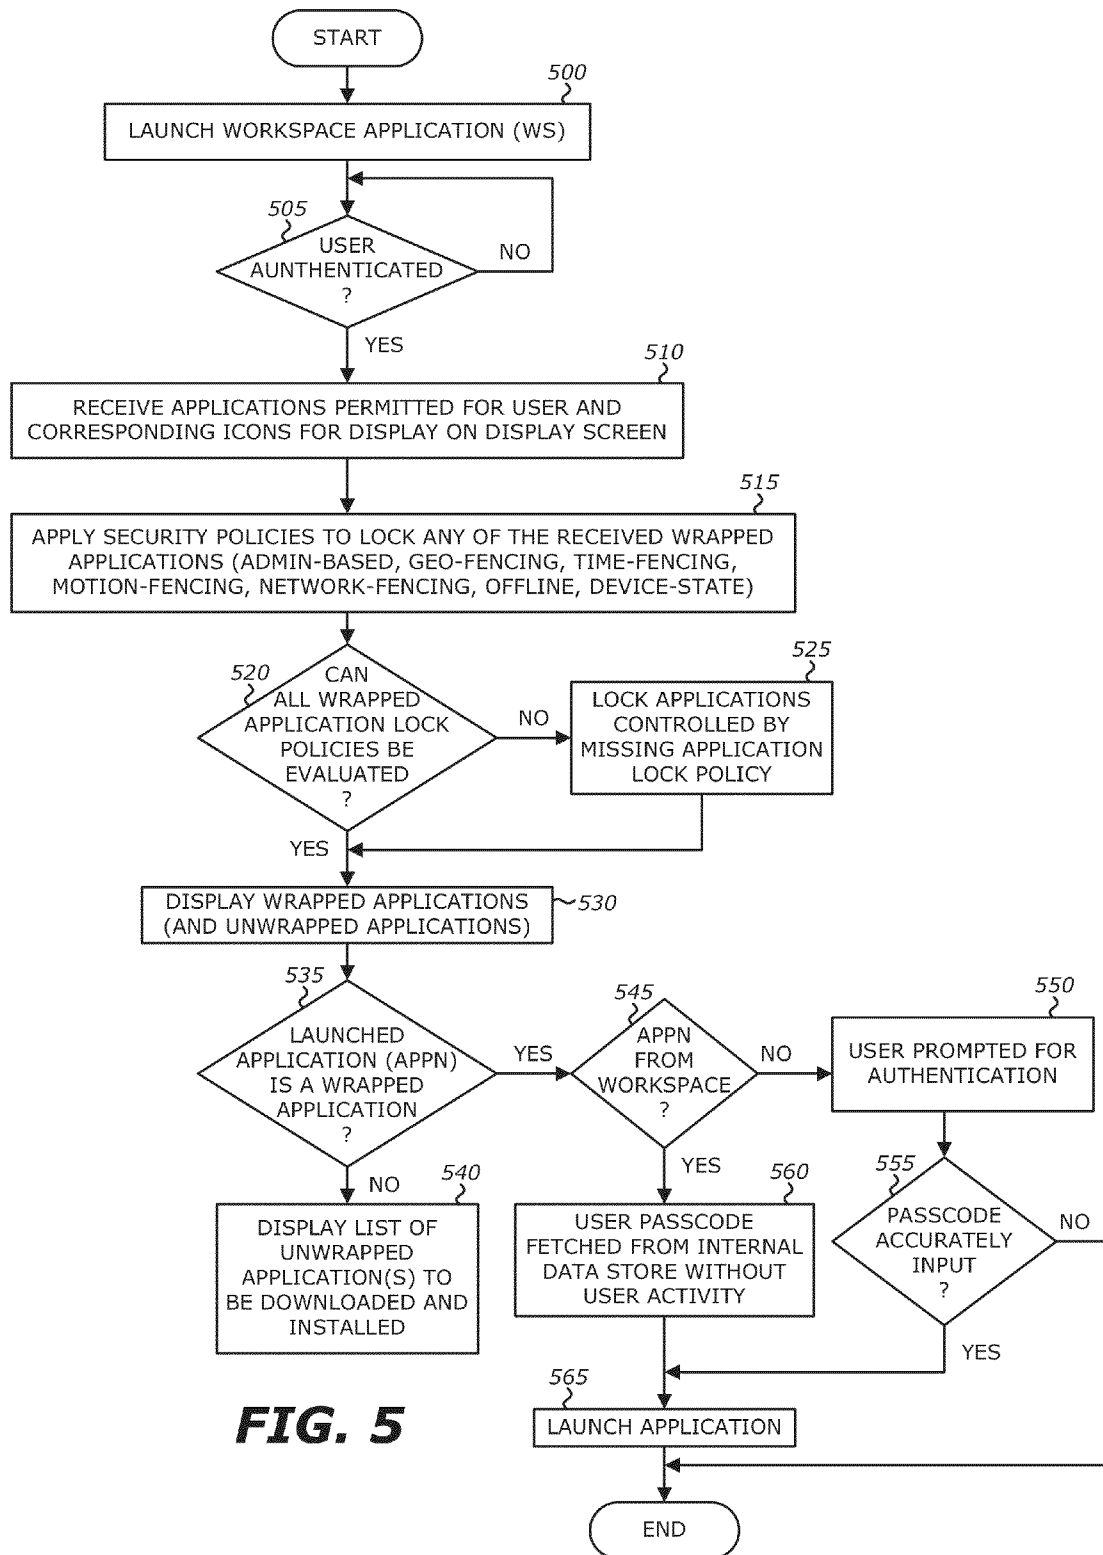 START
500
LAUNCH WORKSPACE APPLICATION (WS)
505
USER
AUNTHENTICATED
?
NO
YES
510
RECEIVE APPLICATIONS PERMITTED FOR USER AND
CORRESPONDING ICONS FOR DISPLAY ON DISPLAY SCREEN
515
APPLY SECURITY POLICIES TO LOCK ANY OF THE RECEIVED WRAPPED
APPLICATIONS (ADMIN-BASED, GEO-FENCING, TIME-FENCING,
MOTION-FENCING, NETWORK-FENCING, OFFLINE, DEVICE-STATE)
520
CAN
ALL WRAPPED
APPLICATION LOCK
POLICIES BE
EVALUATED
?
NO
525
LOCK APPLICATIONS
CONTROLLED BY
MISSING APPLICATION
LOCK POLICY
YES
DISPLAY WRAPPED APPLICATIONS
(AND UNWRAPPED APPLICATIONS)
530
535
LAUNCHED
APPLICATION (APPN)
IS A WRAPPED
APPLICATION
?
YES
545
APPN
FROM
WORKSPACE
?
NO
550
USER PROMPTED FOR
AUTHENTICATION
NO
540
DISPLAY LIST OF
UNWRAPPED
APPLICATION(S) TO
BE DOWNLOADED AND
INSTALLED
YES
560
USER PASSCODE
FETCHED FROM INTERNAL
DATA STORE WITHOUT
USER ACTIVITY
555
PASSCODE
ACCURATELY
INPUT
?
NO
YES
565
LAUNCH APPLICATION
FIG. 5
END